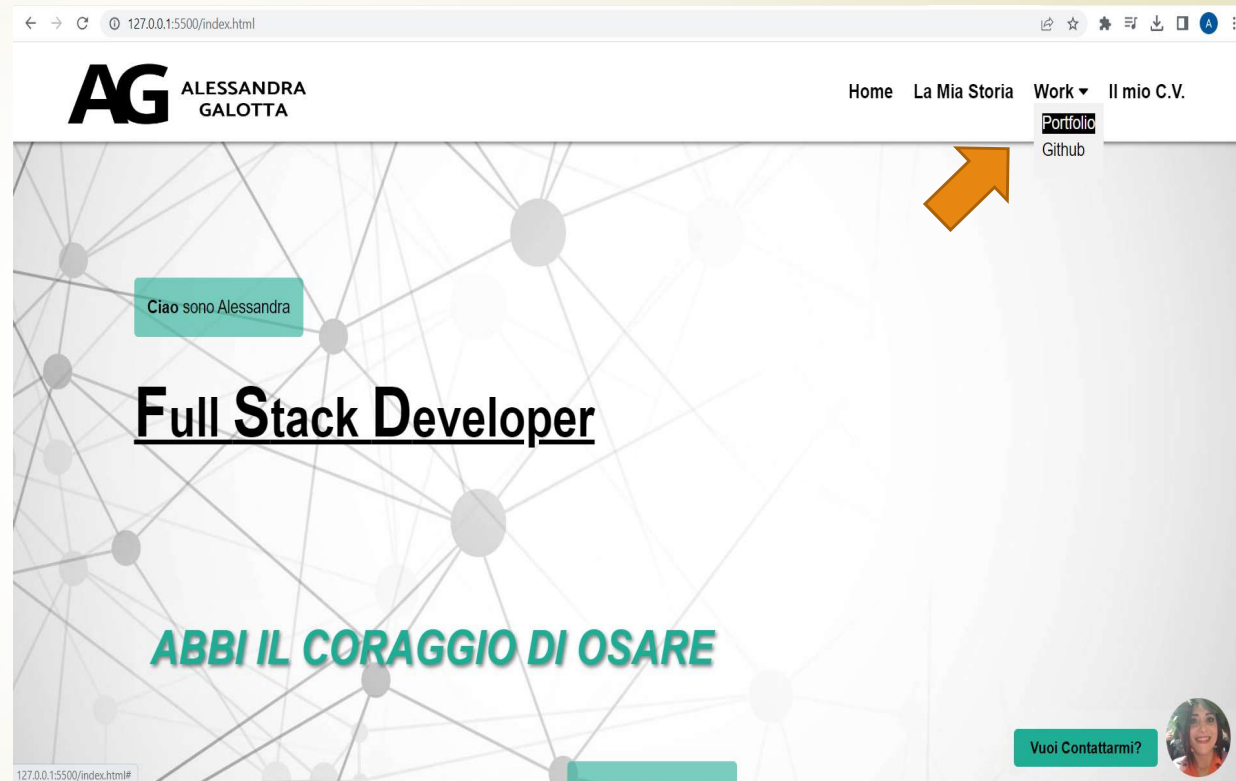 127.0.0.1:5500/index.html
A
AG
ALESSANDRA
GALOTTA
Home La Mia Storia Work ▾ Il mio C.V.
Portfolio
Github
Ciao sono Alessandra
Full Stack Developer
ABBI IL CORAGGIO DI OSARE
Vuoi Contattarmi?
127.0.0.1:5500/index.html#